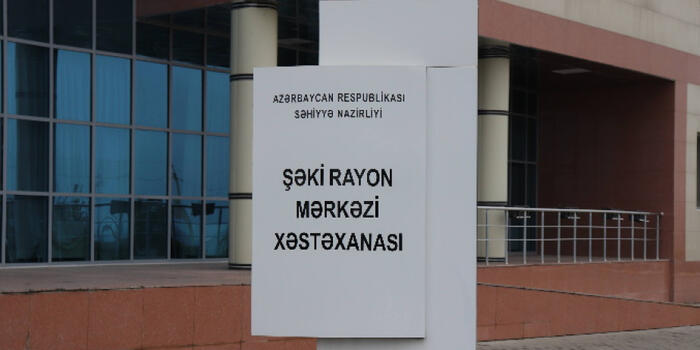 AZƏRBAYCAN RESPUBLİKASI
SƏHİYYƏ NAZİRLİYİ
ŞƏKİ RAYON
MƏRKƏZİ
XƏSTƏXANASI